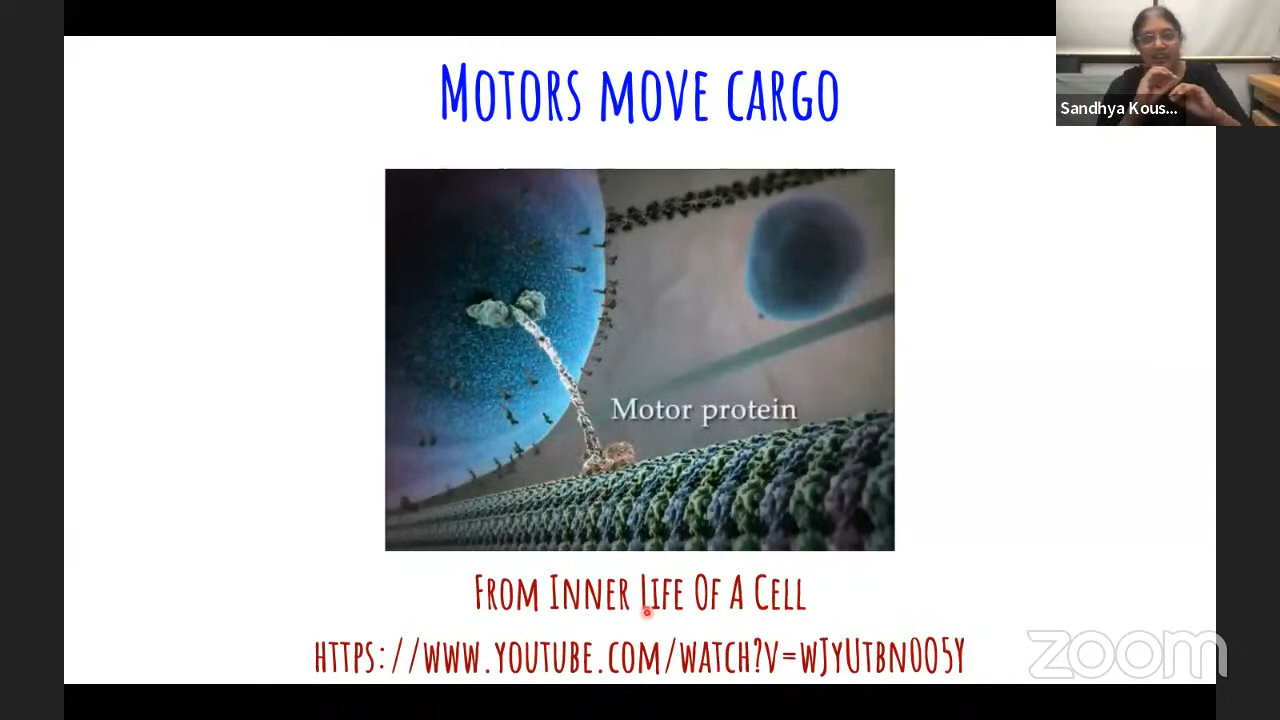 MOTORS MOVE CARGO
Sandhya Kous...
Motor protein
FROM INNER LIFE OF A CELL
HTTPS://WWW.YOUTUBE.COM/WATCH?V=WJYUTBN0O5Y
zoom